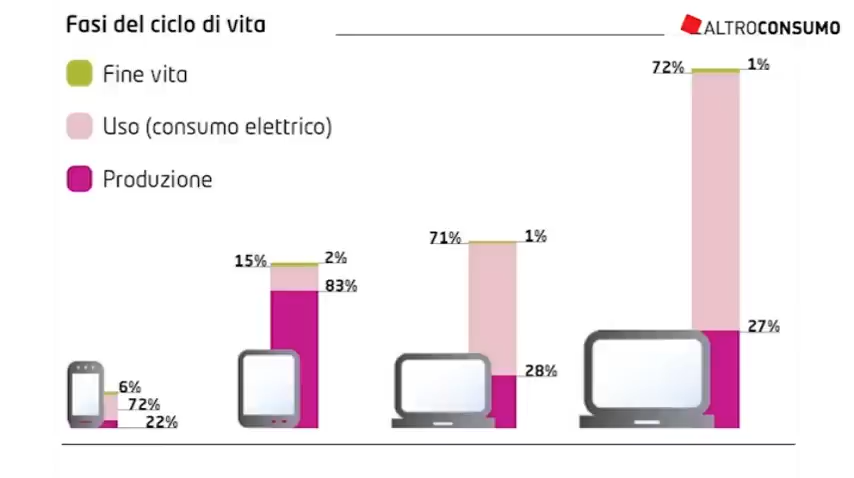 Fasi del ciclo di vita
ALTROCONSUMO
Fine vita
Uso (consumo elettrico)
Produzione
6%
72%
22%
15%
2%
83%
71%
1%
28%
72%
1%
27%